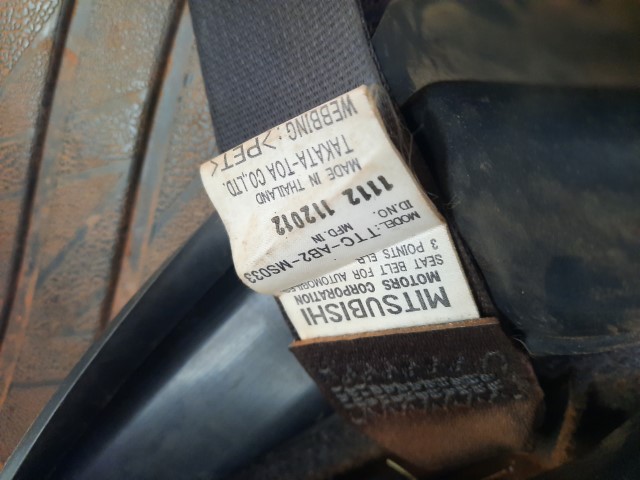 MITSUBISHI
MOTORS CORPORATION
SEAT BELT FOR AUTOMOBILES
3 POINTS ELR
MODEL:TTC-AB2-MS033
ID.NO. MFD. IN
1112 112012
MADE IN THAILAND
TAKATA-TOA CO.,LTD.
WEBBING:>PET<